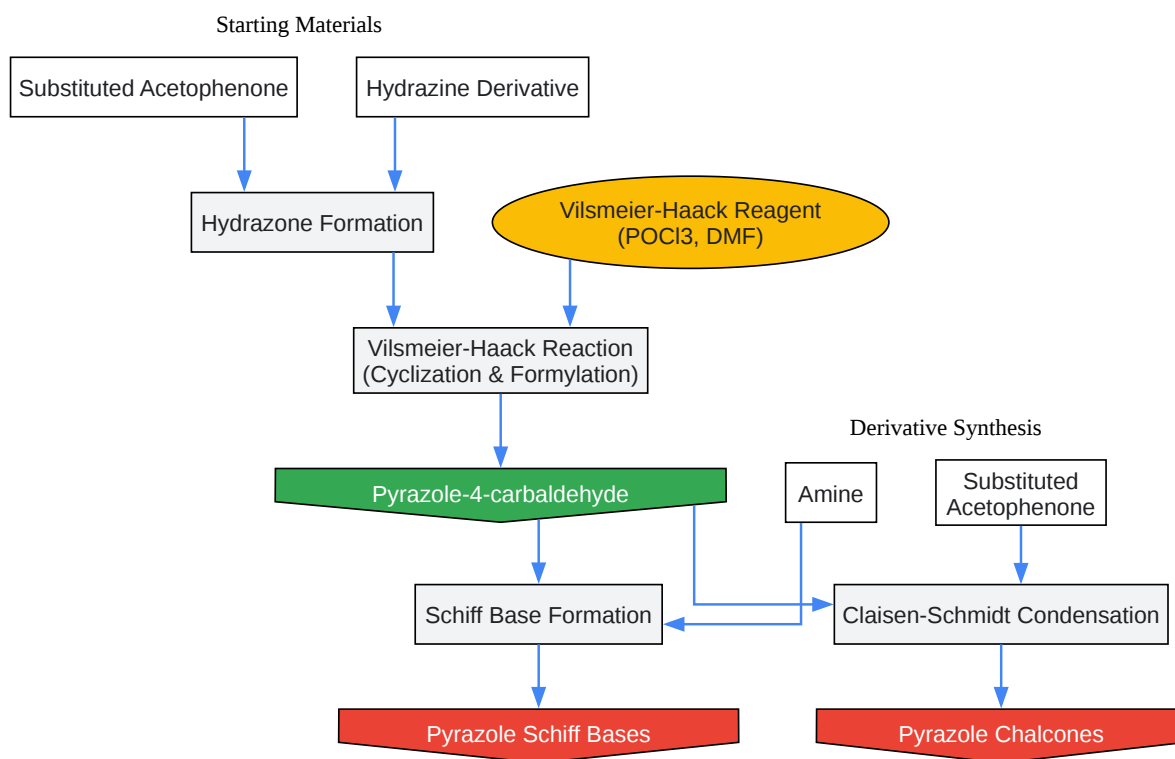 Starting Materials
Substituted Acetophenone
Hydrazine Derivative
Hydrazone Formation
Vilsmeier-Haack Reagent
(POCl3, DMF)
Vilsmeier-Haack Reaction
(Cyclization & Formylation)
Derivative Synthesis
Pyrazole-4-carbaldehyde
Amine
Substituted
Acetophenone
Schiff Base Formation
Claisen-Schmidt Condensation
Pyrazole Schiff Bases
Pyrazole Chalcones